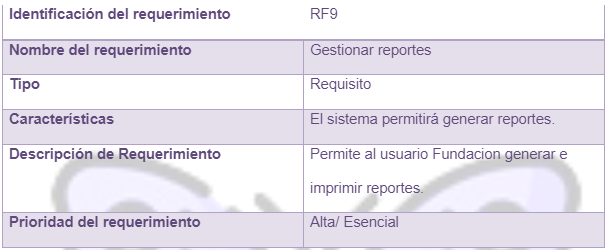 Identificación del requerimiento RF9
Nombre del requerimiento Gestionar reportes
Tipo Requisito
Características El sistema permitirá generar reportes.
Descripción de Requerimiento Permite al usuario Fundacion generar e
imprimir reportes.
Prioridad del requerimiento Alta/ Esencial